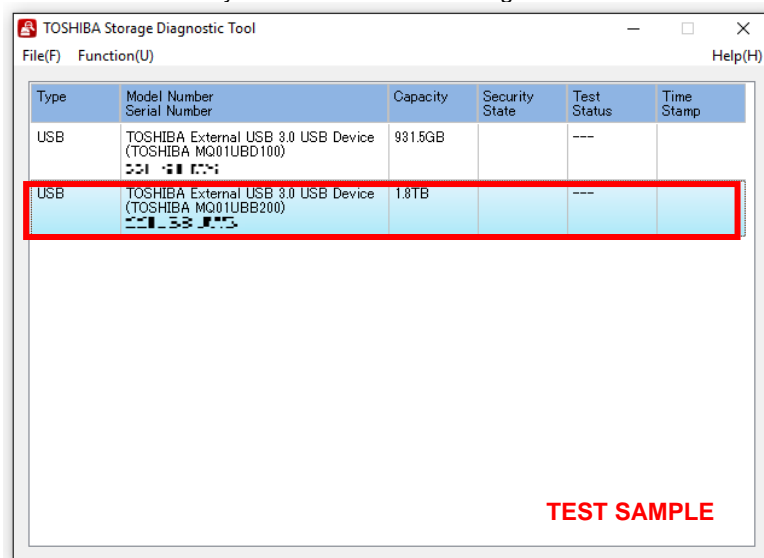 TOSHIBA Storage Diagnostic Tool
File(F) Function(U) Help(H)
Type Model Number Capacity Security Test Time
Serial Number State Status Stamp
USB TOSHIBA External USB 3.0 USB Device 931.5GB ---
(TOSHIBA MQ01UBD100)
USB TOSHIBA External USB 3.0 USB Device 1.8TB ---
(TOSHIBA MQ01UBB200)
TEST SAMPLE